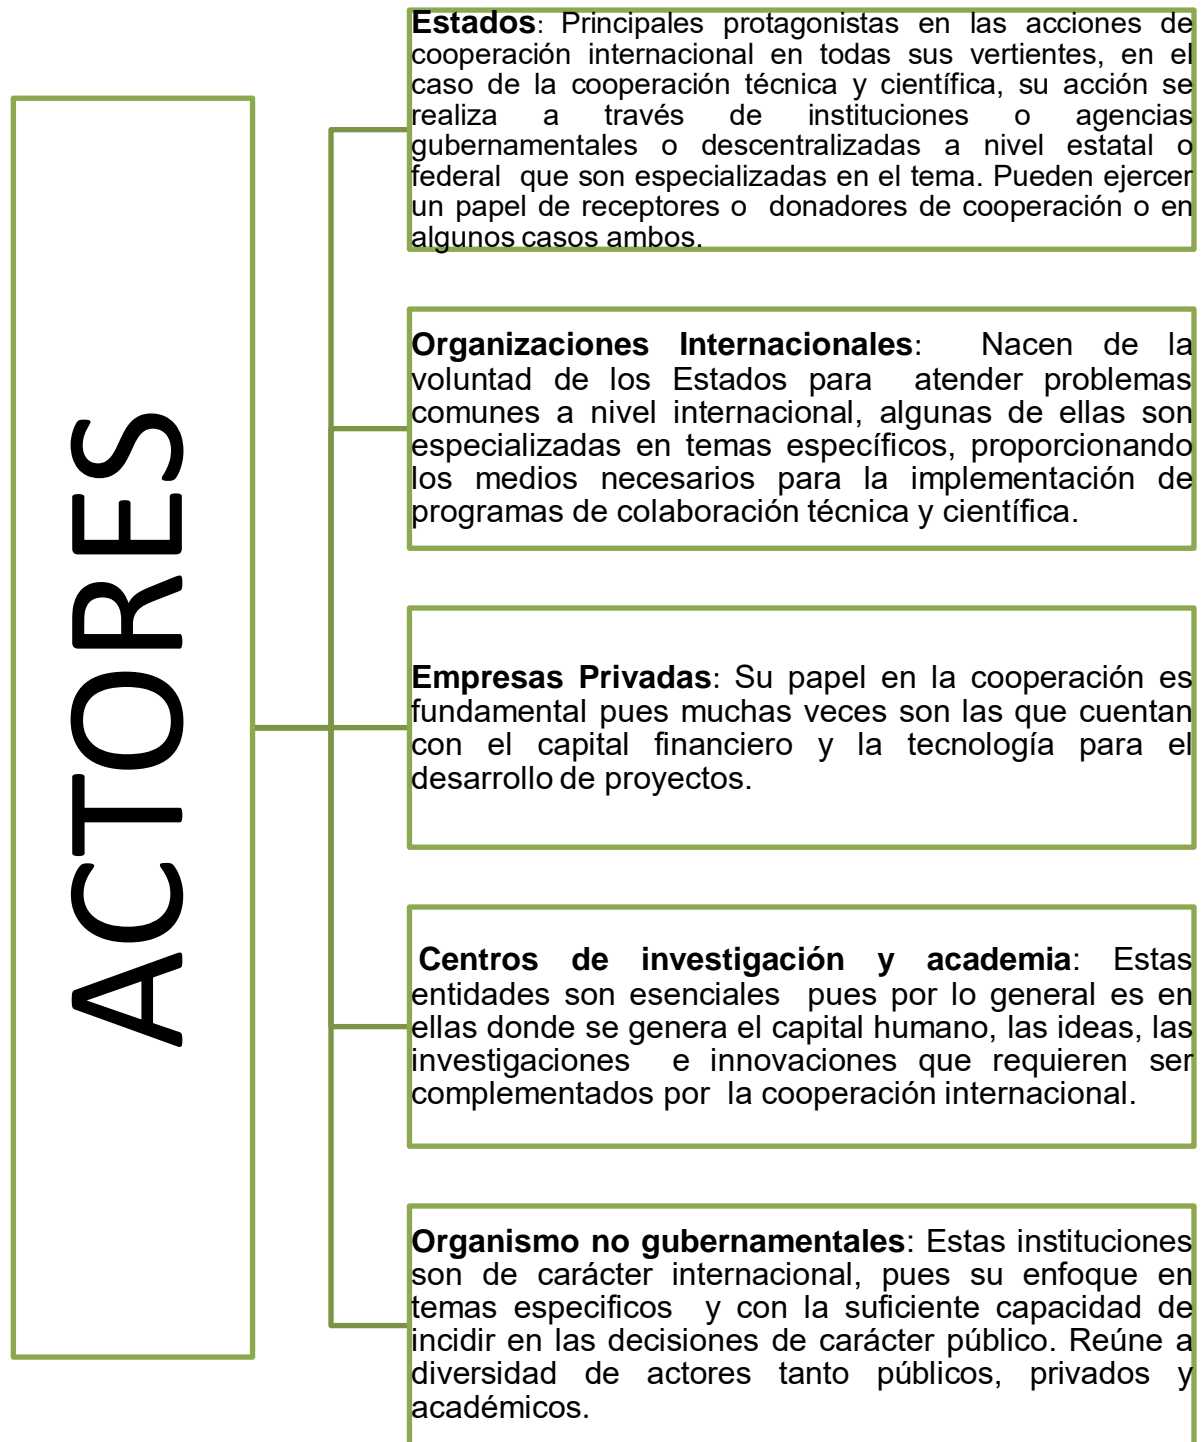 ACTORES
Estados: Principales protagonistas en las acciones de
cooperación internacional en todas sus vertientes, en el
caso de la cooperación técnica y científica, su acción se
realiza a través de instituciones o agencias
gubernamentales o descentralizadas a nivel estatal o
federal que son especializadas en el tema. Pueden ejercer
un papel de receptores o donadores de cooperación o en
algunos casos ambos.
Organizaciones Internacionales: Nacen de la
voluntad de los Estados para atender problemas
comunes a nivel internacional, algunas de ellas son
especializadas en temas específicos, proporcionando
los medios necesarios para la implementación de
programas de colaboración técnica y científica.
Empresas Privadas: Su papel en la cooperación es
fundamental pues muchas veces son las que cuentan
con el capital financiero y la tecnología para el
desarrollo de proyectos.
Centros de investigación y academia: Estas
entidades son esenciales pues por lo general es en
ellas donde se genera el capital humano, las ideas, las
investigaciones e innovaciones que requieren ser
complementados por la cooperación internacional.
Organismo no gubernamentales: Estas instituciones
son de carácter internacional, pues su enfoque en
temas especificos y con la suficiente capacidad de
incidir en las decisiones de carácter público. Reúne a
diversidad de actores tanto públicos, privados y
académicos.